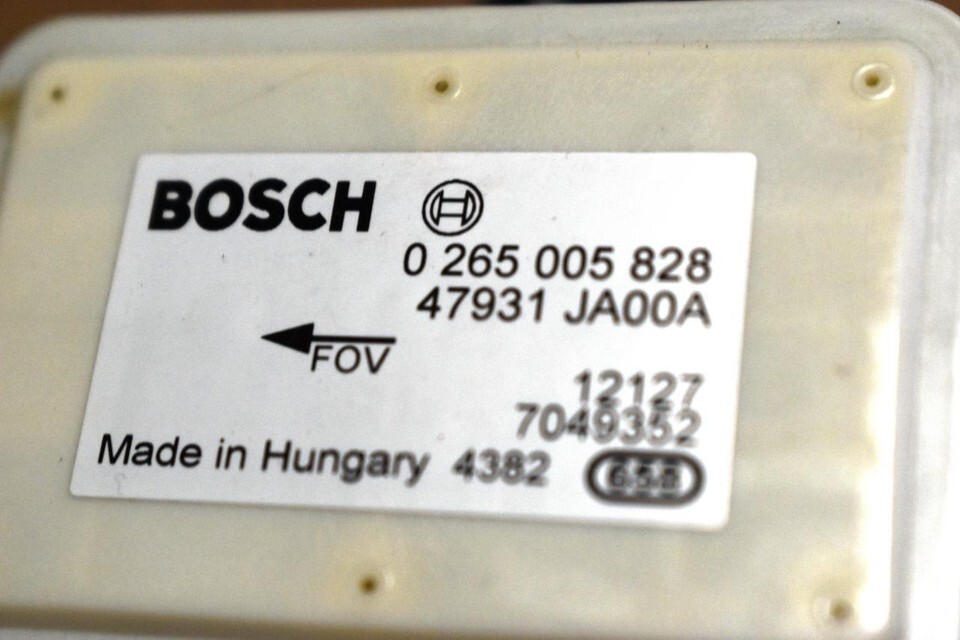 BOSCH
0 265 005 828
47931 JA00A
FOV
12127
7049352
Made in Hungary 4382